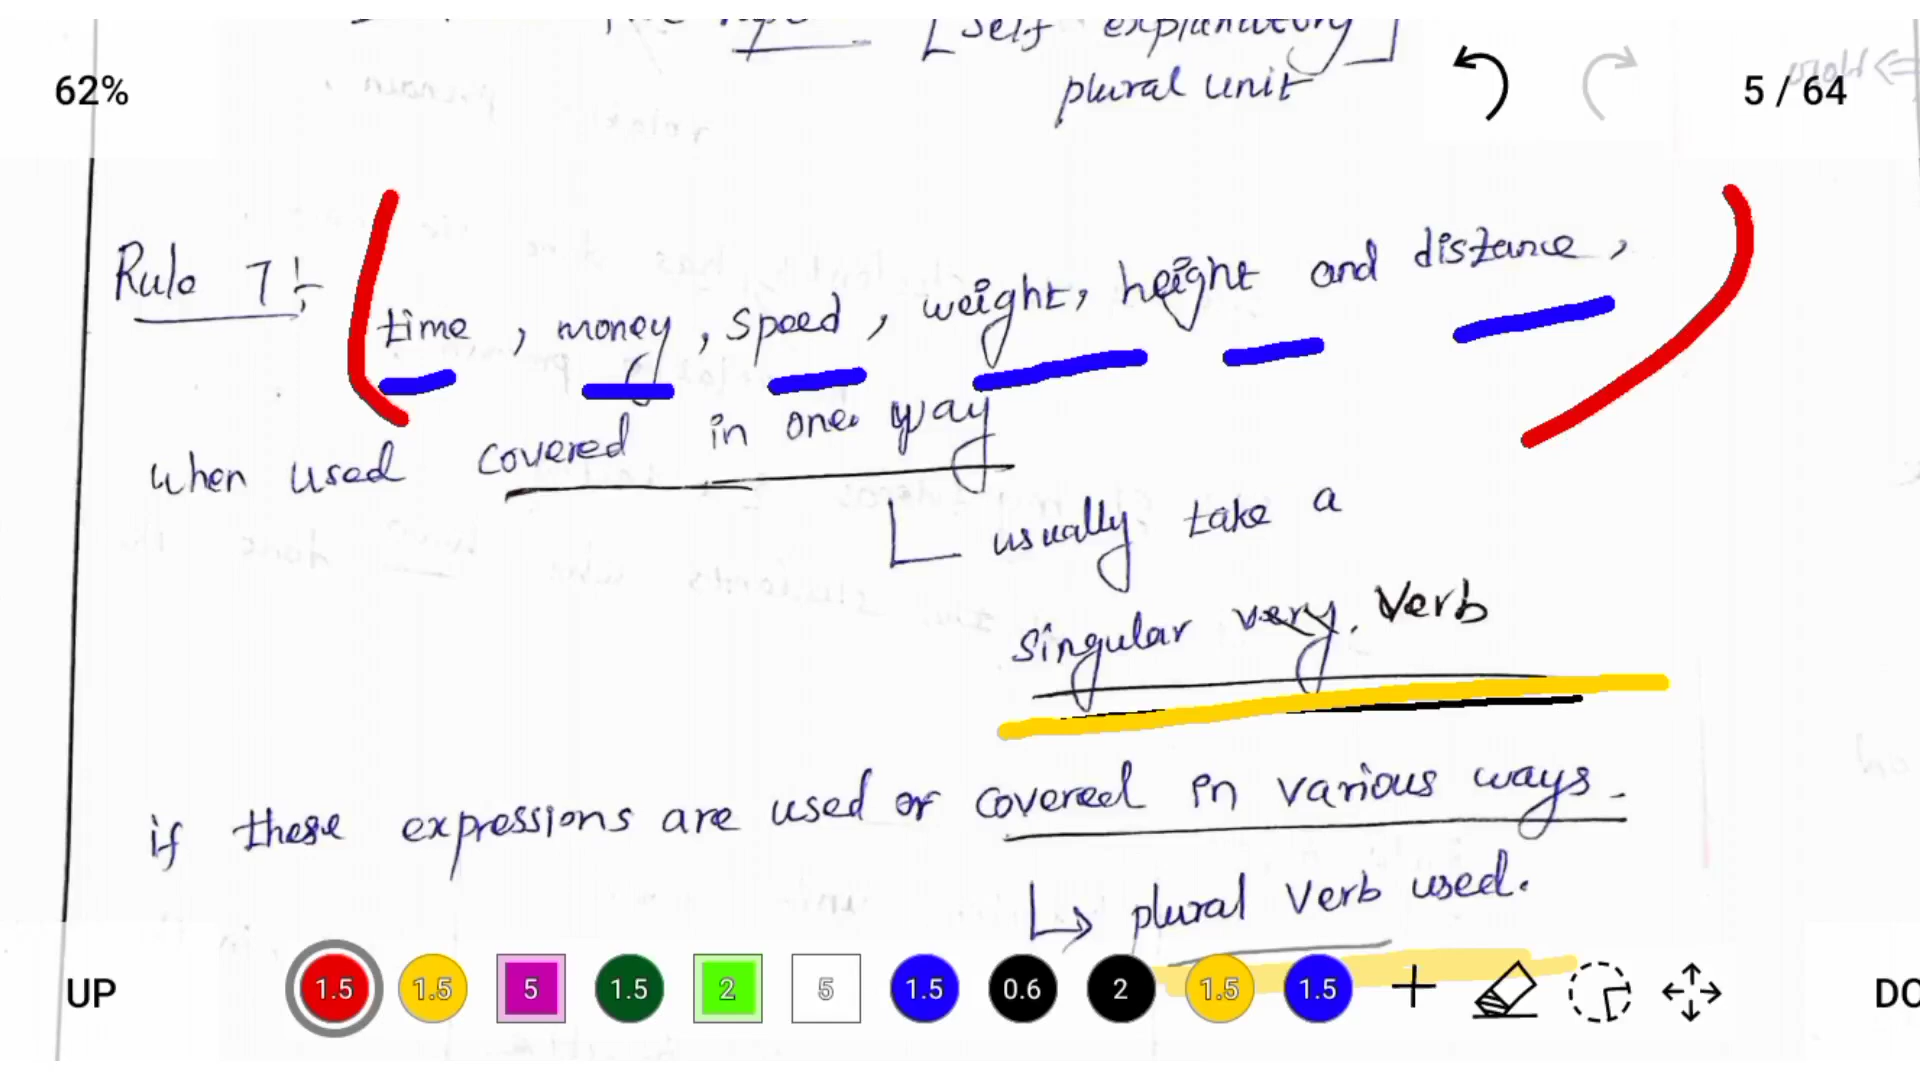 [self explanatory]
62%
5 / 64
plural unit
Rule 7:-
time, money, speed, weight, height and distance,
when used covered in one way
usually take a
singular very. Verb
if these expressions are used or covered in various ways.
↳ plural verb used.
UP 1.5 1.5 5 1.5 2 5 1.5 0.6 2 1.5 1.5